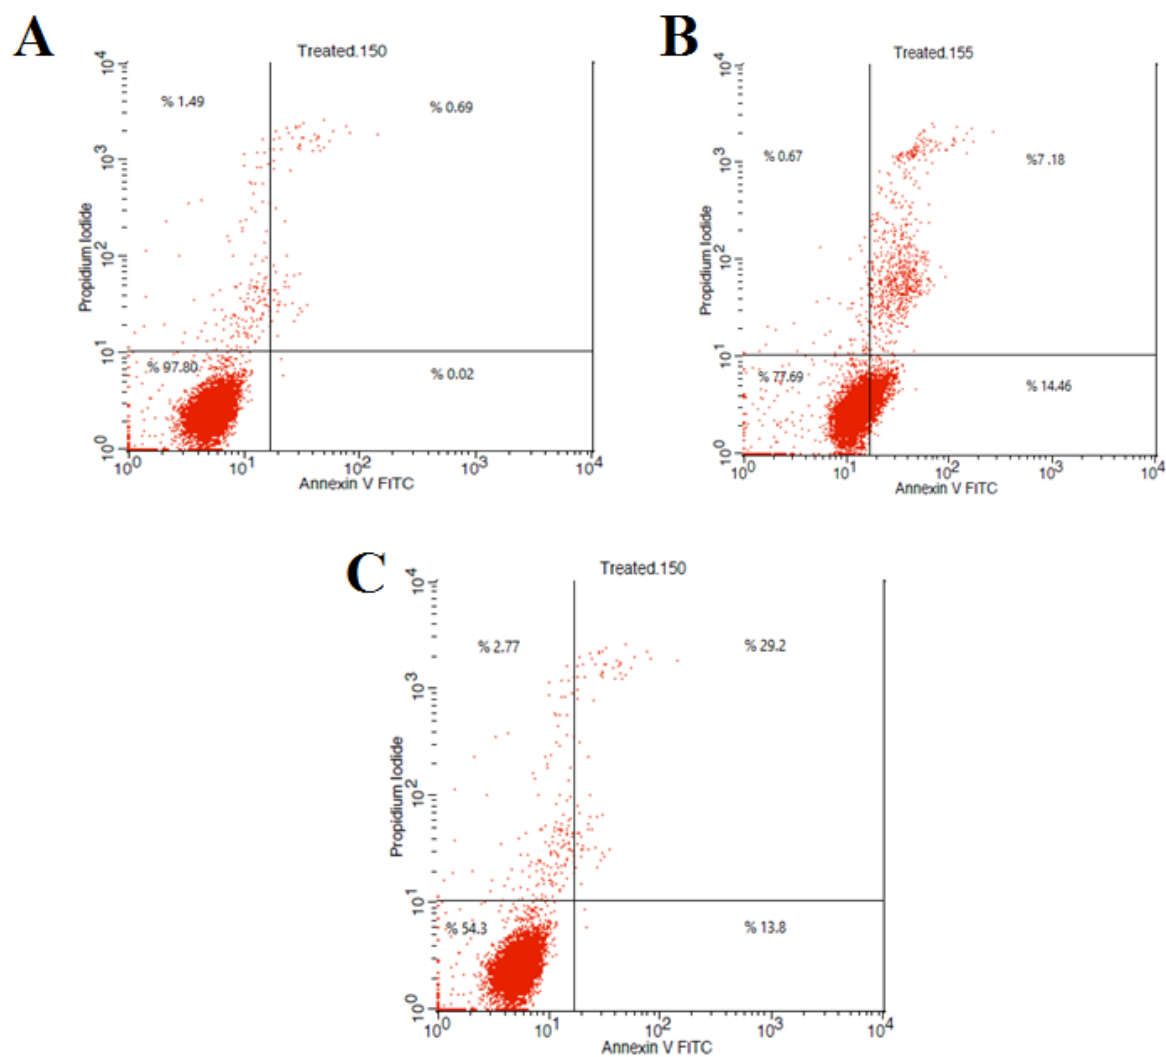 A
Treated.150
10^4
10^3
10^2
10^1
10^0
Propidium Iodide
% 1.49
% 0.69
% 97.80
% 0.02
10^0 10^1 10^2 10^3 10^4
Annexin V FITC
B
Treated.155
10^4
10^3
10^2
10^1
10^0
Propidium Iodide
% 0.67
%7 .18
% 77.69
% 14.46
10^0 10^1 10^2 10^3 10^4
Annexin V FITC
C
Treated.150
10^4
10^3
10^2
10^1
10^0
Propidium Iodide
% 2.77
% 29.2
% 54.3
% 13.8
10^0 10^1 10^2 10^3 10^4
Annexin V FITC